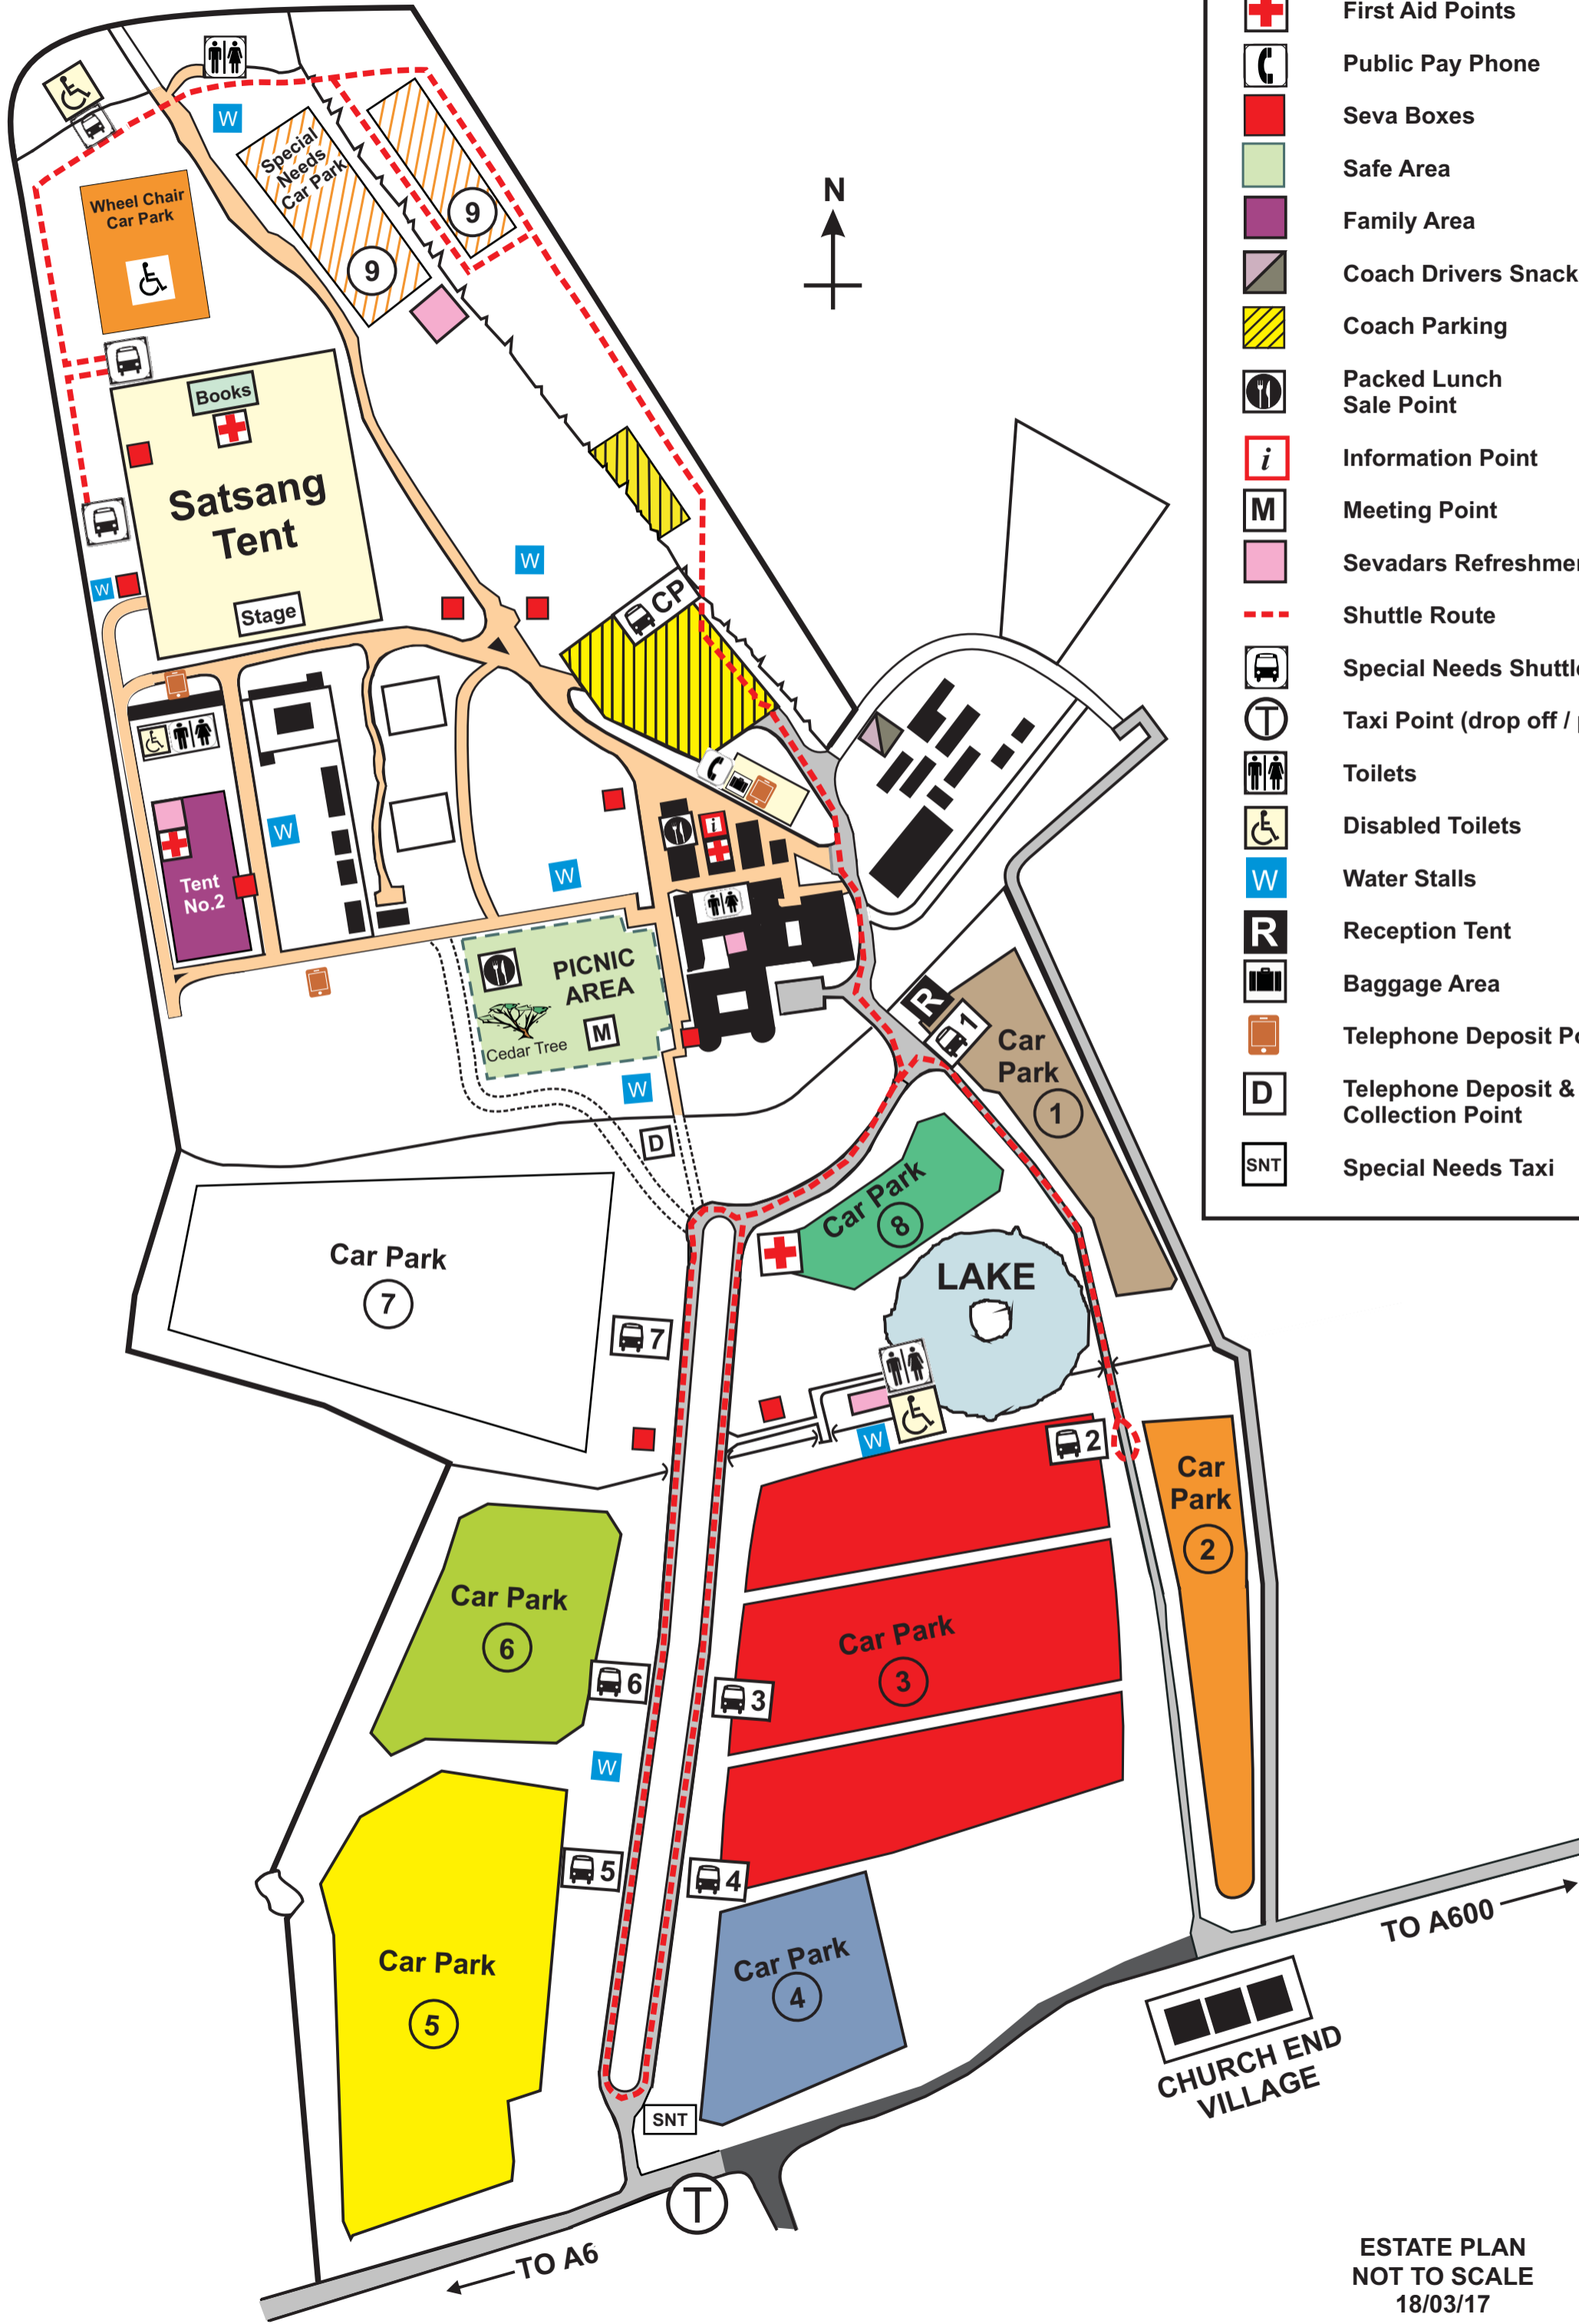 First Aid Points
Public Pay Phone
Seva Boxes
Safe Area
Family Area
Coach Drivers Snack
Coach Parking
Packed Lunch
Sale Point
i
Information Point
M
Meeting Point
Sevadars Refreshme
Shuttle Route
Special Needs Shuttle
T
Taxi Point (drop off /
Toilets
Disabled Toilets
W
Water Stalls
R
Reception Tent
Baggage Area
Telephone Deposit Po
D
Telephone Deposit &
Collection Point
SNT
Special Needs Taxi
N
W
Special
Needs
Car Park
9
9
Wheel Chair
Car Park
Books
Satsang
Tent
Stage
W
W
CP
i
W
W
Tent
No.2
PICNIC
AREA
Cedar Tree
M
W
D
R
1
Car
Park
1
Car Park
8
LAKE
Car Park
7
7
W
2
Car
Park
2
Car Park
6
6
Car Park
3
3
W
5
4
Car Park
5
Car Park
4
SNT
T
TO A6
TO A600
CHURCH END
VILLAGE
ESTATE PLAN
NOT TO SCALE
18/03/17